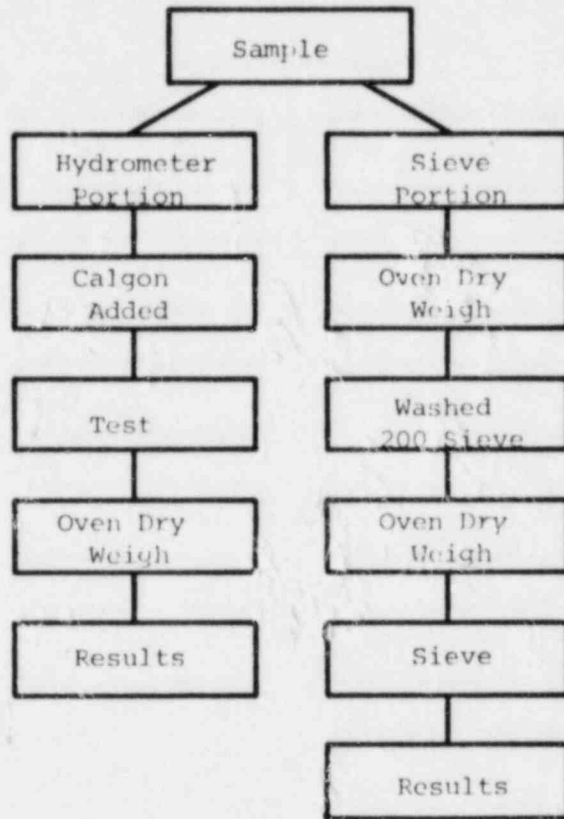 Sample
Hydrometer
Portion
Calgon
Added
Test
Oven Dry
Weigh
Results
Sieve
Portion
Oven Dry
Weigh
Washed
200 Sieve
Oven Dry
Weigh
Sieve
Results